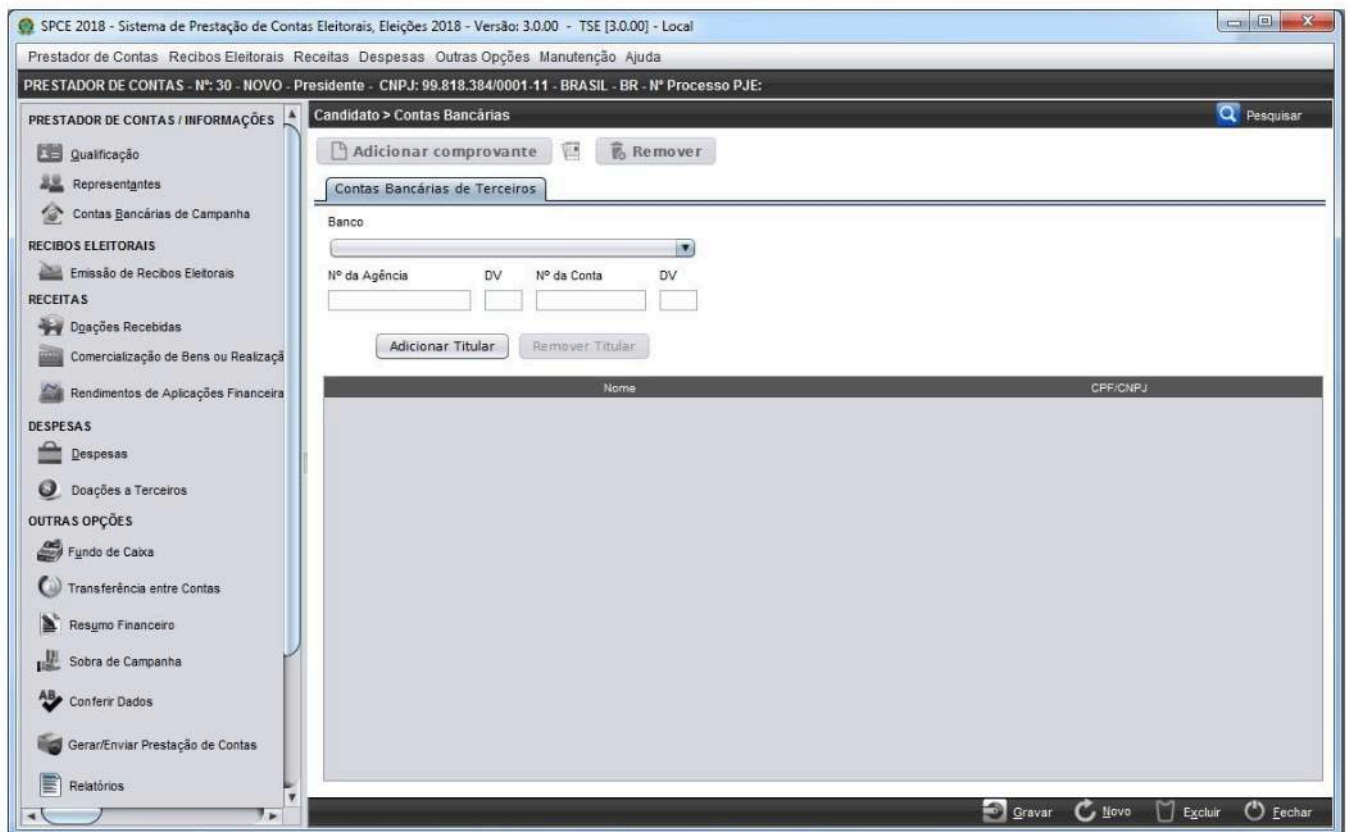 SPCE 2018 - Sistema de Prestação de Contas Eleitorais, Eleições 2018 - Versão: 3.0.00 - TSE [3.0.00] - Local
Prestador de Contas Recibos Eleitorais Receitas Despesas Outras Opções Manutenção Ajuda
PRESTADOR DE CONTAS - Nº: 30 - NOVO - Presidente - CNPJ: 99.818.384/0001-11 - BRASIL - BR - Nº Processo PJE:
PRESTADOR DE CONTAS / INFORMAÇÕES
Qualificação
Representantes
Contas Bancárias de Campanha
RECIBOS ELEITORAIS
Emissão de Recibos Eleitorais
RECEITAS
Doações Recebidas
Comercialização de Bens ou Realizaçã
Rendimentos de Aplicações Financeira
DESPESAS
Despesas
Doações a Terceiros
OUTRAS OPÇÕES
Fundo de Caixa
Transferência entre Contas
Resumo Financeiro
Sobra de Campanha
Conferir Dados
Gerar/Enviar Prestação de Contas
Relatórios
Candidato > Contas Bancárias
Pesquisar
Adicionar comprovante Remover
Contas Bancárias de Terceiros
Banco
Nº da Agência DV Nº da Conta DV
Adicionar Titular Remover Titular
Nome CPF/CNPJ
Gravar Novo Excluir Fechar